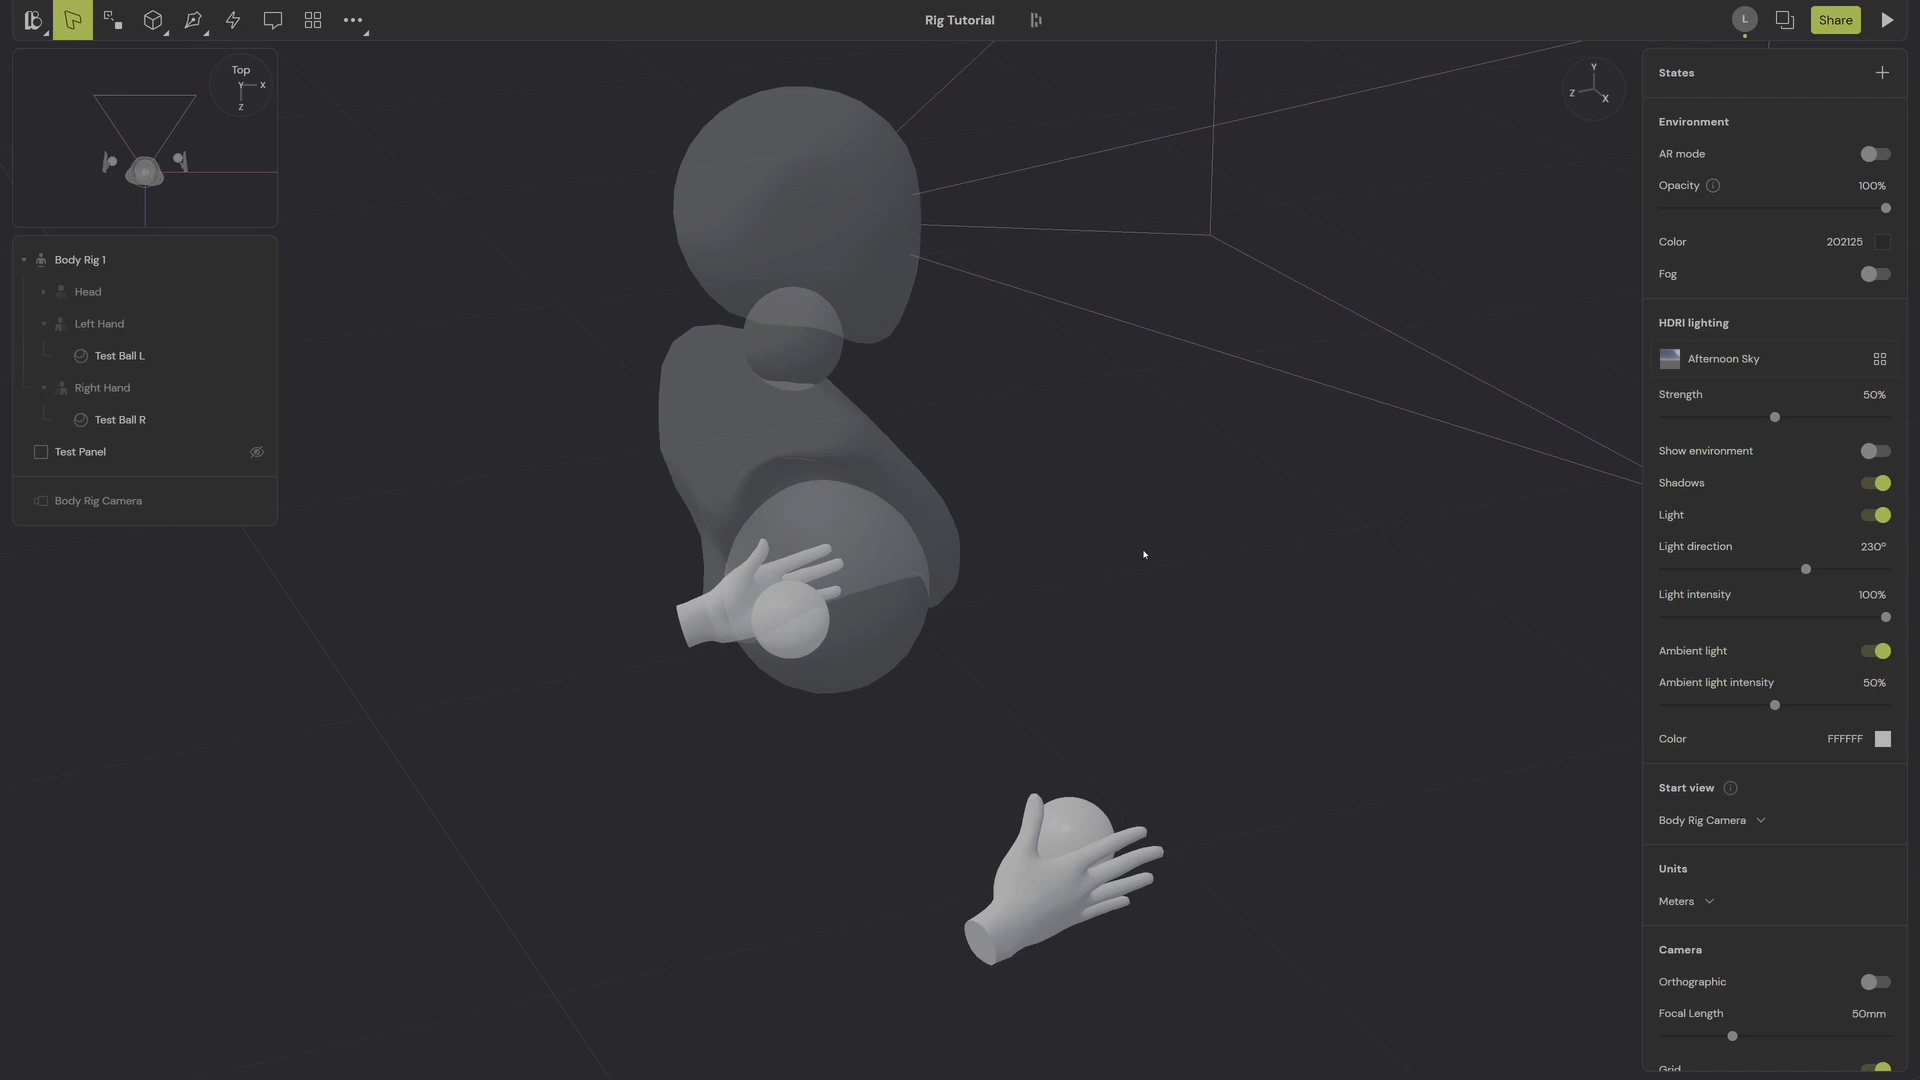 Rig Tutorial
L
Share
Top
Y
X
Z
Y
Z
X
Body Rig 1
Head
Left Hand
Test Ball L
Right Hand
Test Ball R
Test Panel
Body Rig Camera
States
Environment
AR mode
Opacity
100%
Color
202125
Fog
HDRI lighting
Afternoon Sky
Strength
50%
Show environment
Shadows
Light
Light direction
230º
Light intensity
100%
Ambient light
Ambient light intensity
50%
Color
FFFFFF
Start view
Body Rig Camera
Units
Meters
Camera
Orthographic
Focal Length
50mm
Grid